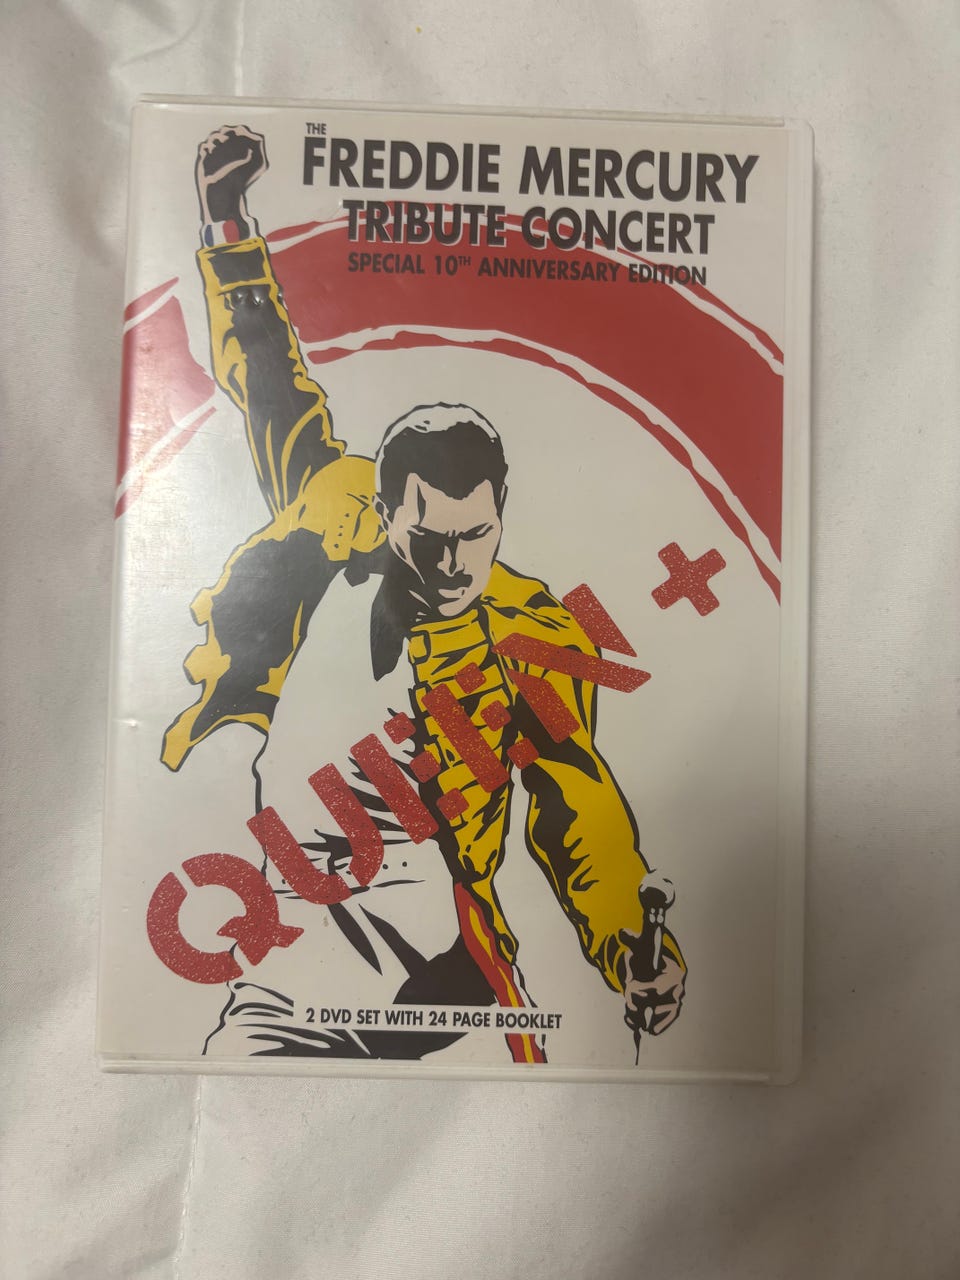 THE
FREDDIE MERCURY
TRIBUTE CONCERT
SPECIAL 10TH ANNIVERSARY EDITION
QUEEN +
2 DVD SET WITH 24 PAGE BOOKLET